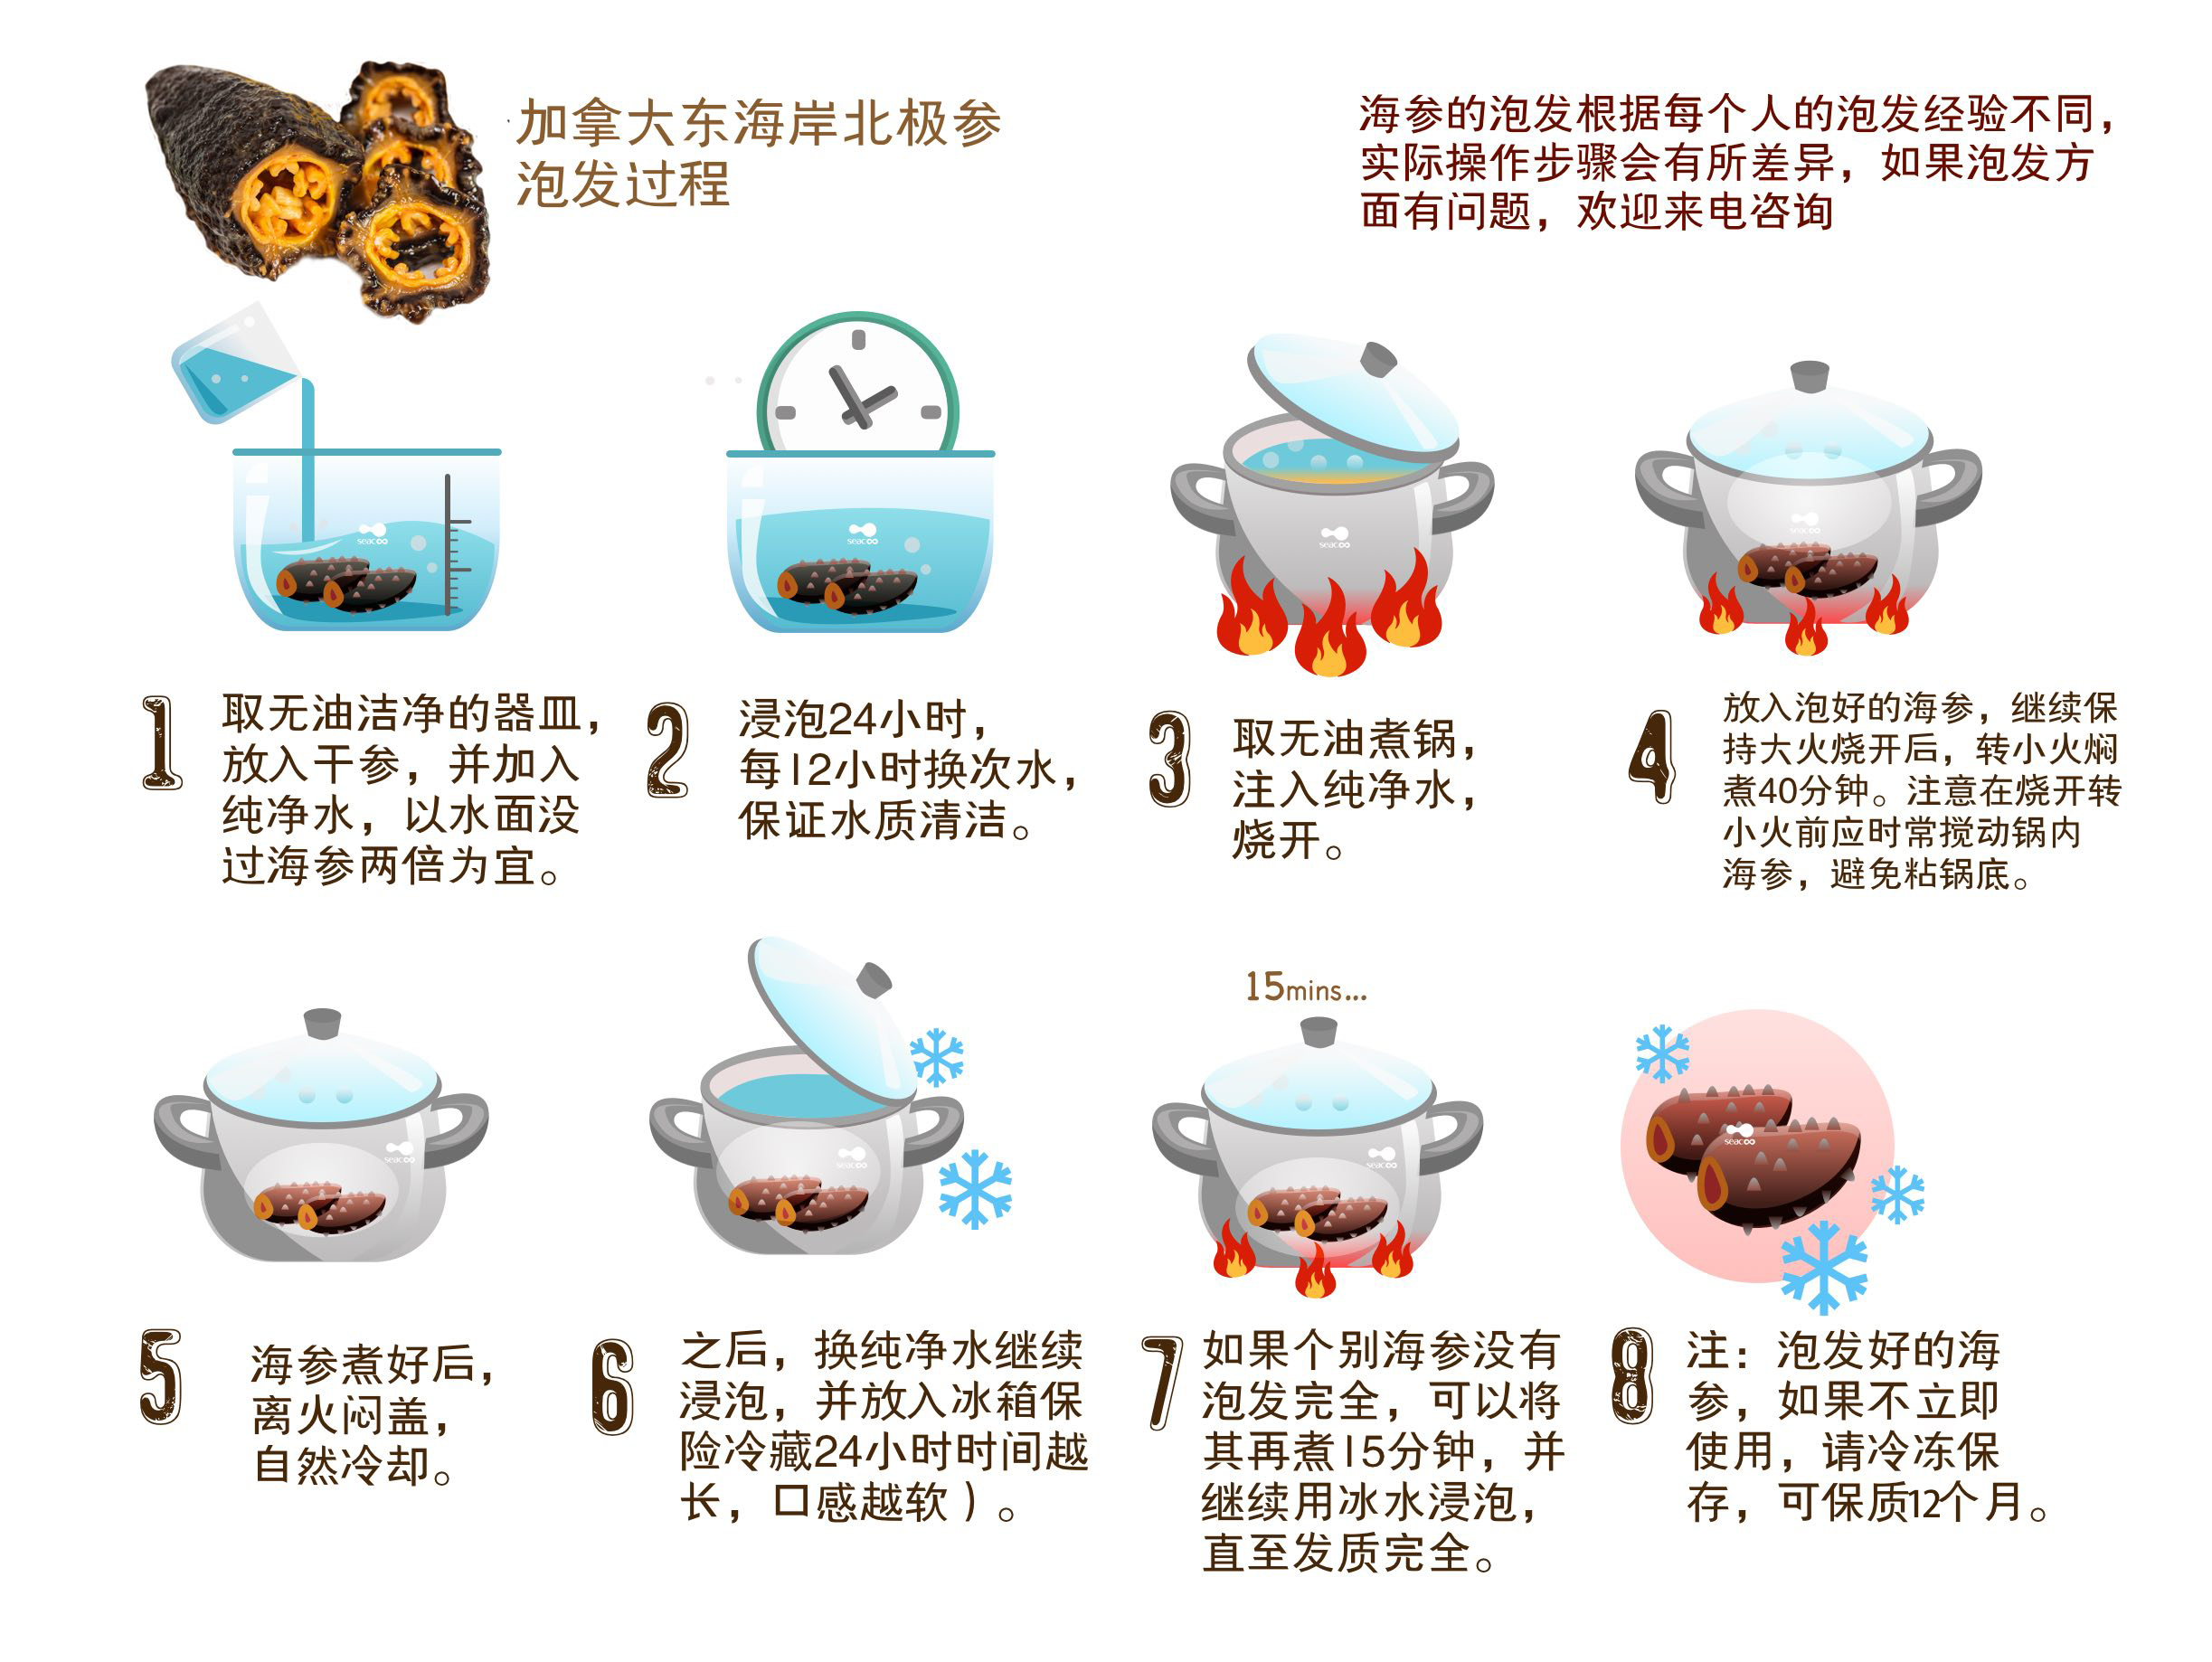 加拿大东海岸北极参
泡发过程
海参的泡发根据每个人的泡发经验不同，
实际操作步骤会有所差异，如果泡发方
面有问题，欢迎来电咨询
seacoo
seacoo
seacoo
seacoo
1
取无油洁净的器皿，
放入干参，并加入
纯净水，以水面没
过海参两倍为宜。
2
浸泡24小时，
每12小时换次水，
保证水质清洁。
3
取无油煮锅，
注入纯净水，
烧开。
4
放入泡好的海参，继续保
持大火烧开后，转小火焖
煮40分钟。注意在烧开转
小火前应时常搅动锅内
海参，避免粘锅底。
15mins...
seacoo
seacoo
seacoo
seacoo
5
海参煮好后，
离火闷盖，
自然冷却。
6
之后，换纯净水继续
浸泡，并放入冰箱保
险冷藏24小时时间越
长，口感越软）。
7
如果个别海参没有
泡发完全，可以将
其再煮15分钟，并
继续用冰水浸泡，
直至发质完全。
8
注：泡发好的海
参，如果不立即
使用，请冷冻保
存，可保质12个月。